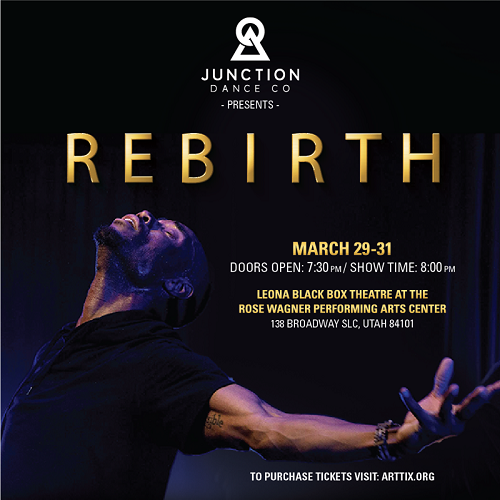 JUNCTION
DANCE CO
- PRESENTS -
REBIRTH
MARCH 29-31
DOORS OPEN: 7:30 PM / SHOW TIME: 8:00 PM
LEONA BLACK BOX THEATRE AT THE
ROSE WAGNER PERFORMING ARTS CENTER
138 BROADWAY SLC, UTAH 84101
TO PURCHASE TICKETS VISIT: ARTTIX.ORG